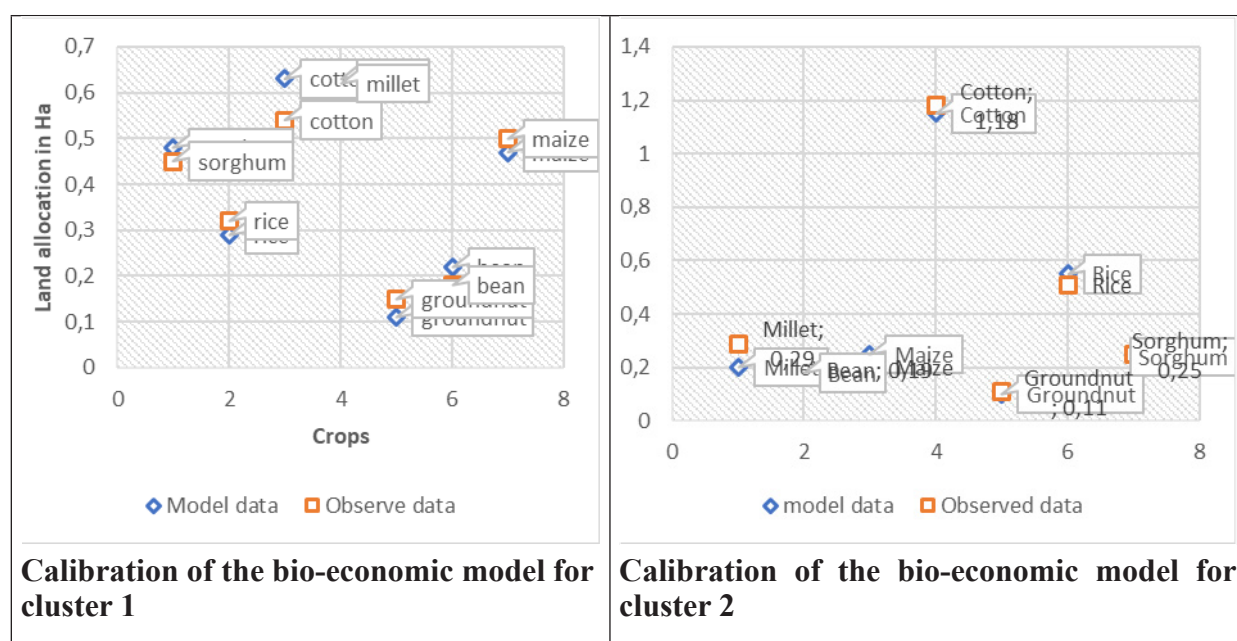 0,7
0,6
0,5
0,4
0,3
0,2
0,1
0
0 2 4 6 8
Land allocation in Ha
Crops
millet
cotton
maize
sorghum
rice
bean
groundnut
groundnut
Model data Observe data
Calibration of the bio-economic model for
cluster 1
1,4
1,2
1
0,8
0,6
0,4
0,2
0
0 2 4 6 8
Cotton;
1,18
Cotton
Rice
Rice
Millet;
0,29
Maize
Maize
Bean;
Sorghum;
0,25
Sorghum
Groundnut
; 0,11
Groundnut
model data Observed data
Calibration of the bio-economic model for
cluster 2